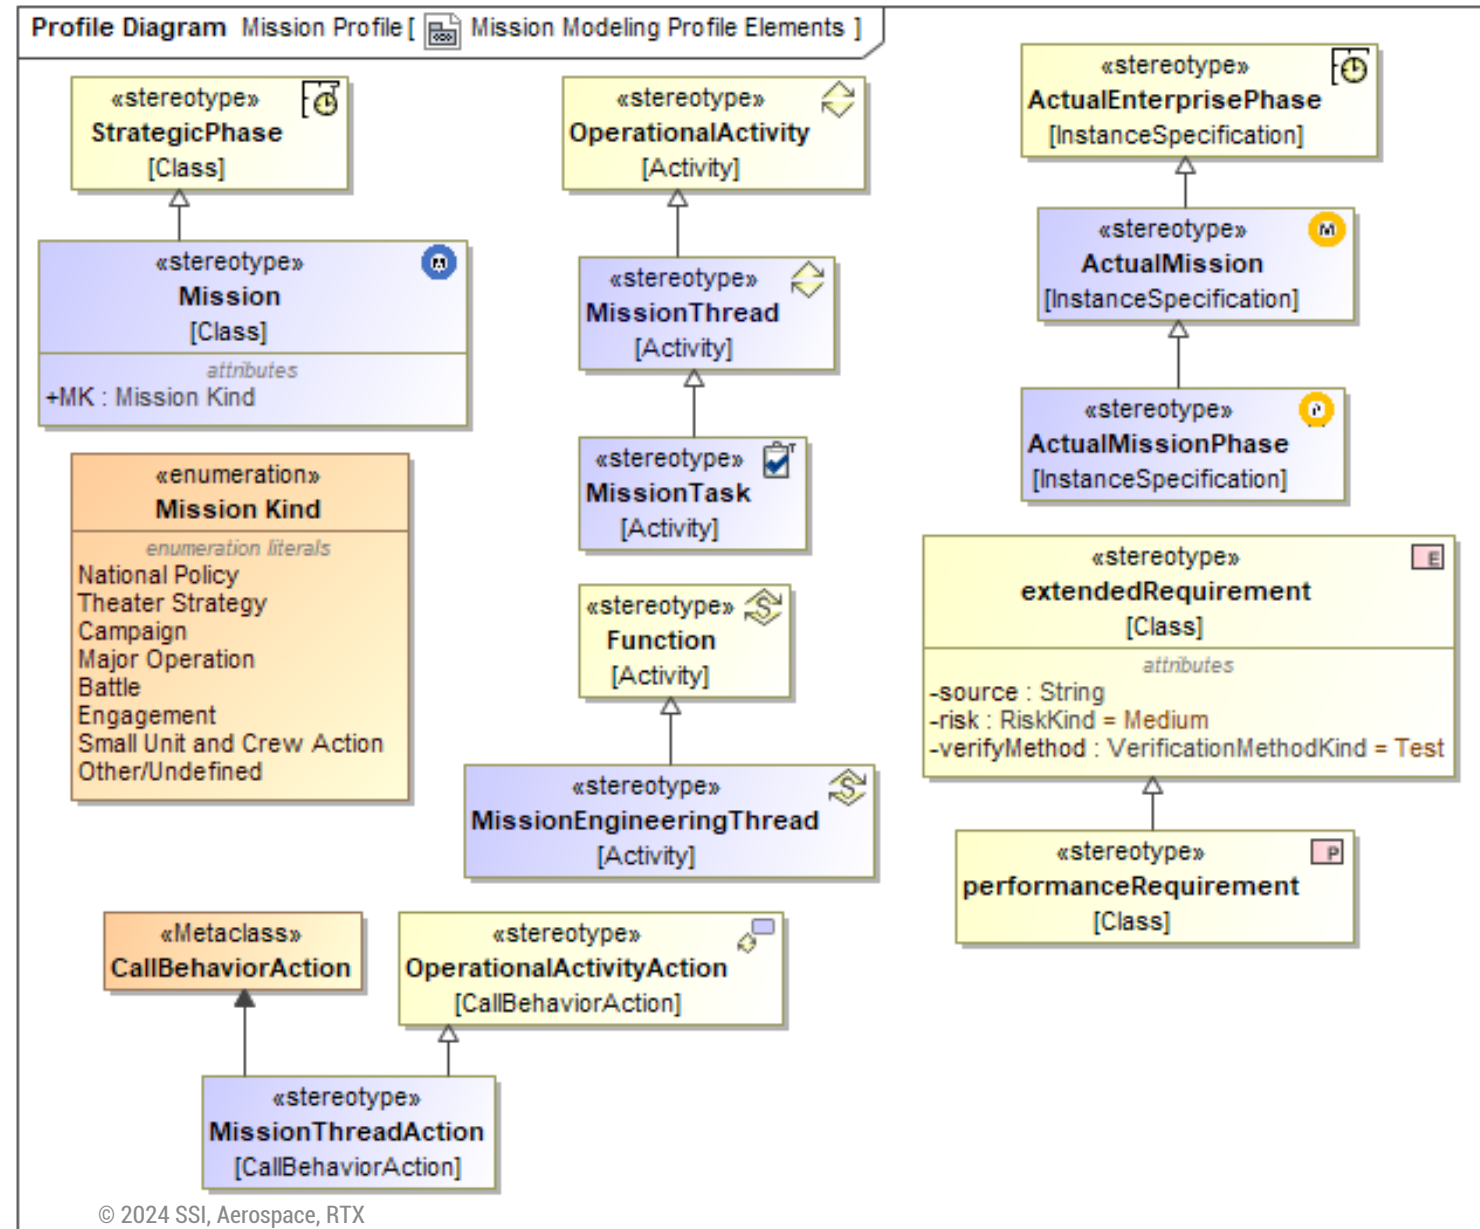 Profile Diagram Mission Profile [ Mission Modeling Profile Elements ]
«stereotype»
StrategicPhase
[Class]
«stereotype»
Mission
[Class]
attributes
+MK : Mission Kind
«enumeration»
Mission Kind
enumeration literals
National Policy
Theater Strategy
Campaign
Major Operation
Battle
Engagement
Small Unit and Crew Action
Other/Undefined
«stereotype»
OperationalActivity
[Activity]
«stereotype»
MissionThread
[Activity]
«stereotype»
MissionTask
[Activity]
«stereotype»
Function
[Activity]
«stereotype»
MissionEngineeringThread
[Activity]
«stereotype»
ActualEnterprisePhase
[InstanceSpecification]
«stereotype»
ActualMission
[InstanceSpecification]
«stereotype»
ActualMissionPhase
[InstanceSpecification]
«stereotype»
extendedRequirement
[Class]
attributes
-source : String
-risk : RiskKind = Medium
-verifyMethod : VerificationMethodKind = Test
«stereotype»
performanceRequirement
[Class]
«Metaclass»
CallBehaviorAction
«stereotype»
OperationalActivityAction
[CallBehaviorAction]
«stereotype»
MissionThreadAction
[CallBehaviorAction]
© 2024 SSI, Aerospace, RTX